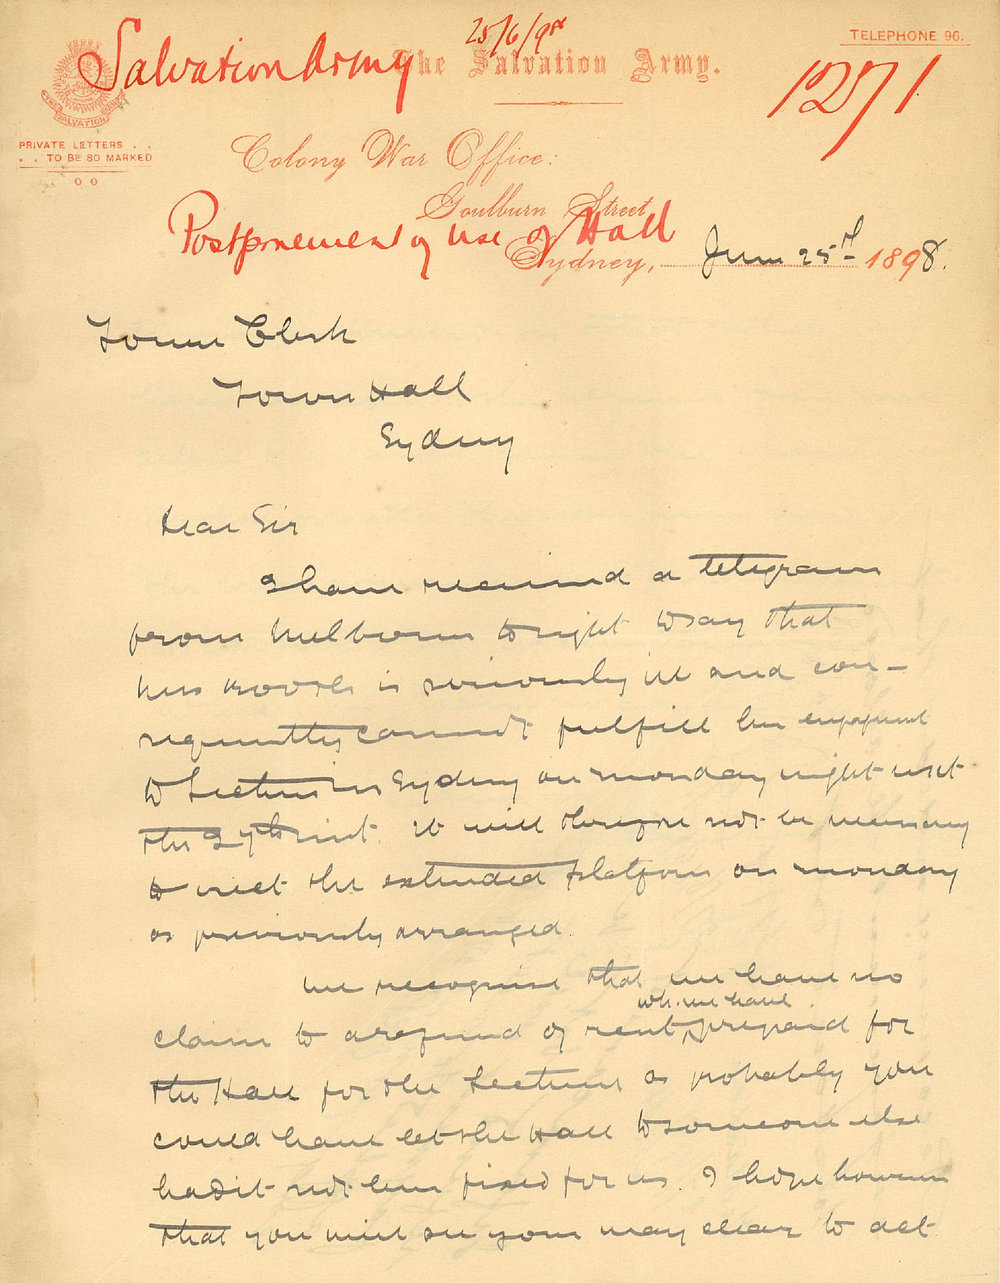 25/6/98
Salvation Army
The Salvation Army.
TELEPHONE 96.
1271
THE SALVATION ARMY
PRIVATE LETTERS . .
. . TO BE SO MARKED
Colony War Office:
Goulburn Street
Postponement of use of Hall
Sydney, June 25th 1898.
Town Clerk
Town Hall
Sydney
Dear Sir
I have received a telegram
from Melbourne tonight to say that
Mrs Booth is seriously ill and con-
sequently cannot fulfill her engagement
to Lecture in Sydney on Monday night next
the 27th inst. it will therefore not be necessary
to erect the extended platform on Monday
as previously arranged.
We recognise that we have no
claim to a refund of rent wh. we have prepaid for
the Hall for the Lecture as probably you
could have let the Hall to someone else
had it not been fixed for us. I hope however
that you will see your way clear to act